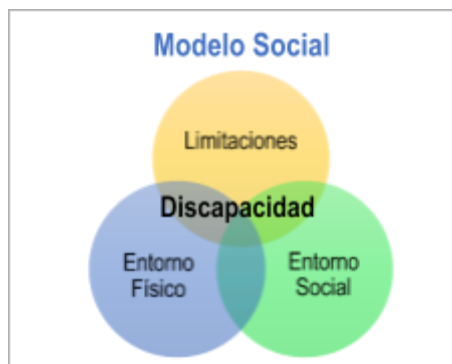 Modelo Social
Limitaciones
Discapacidad
Entorno
Físico
Entorno
Social